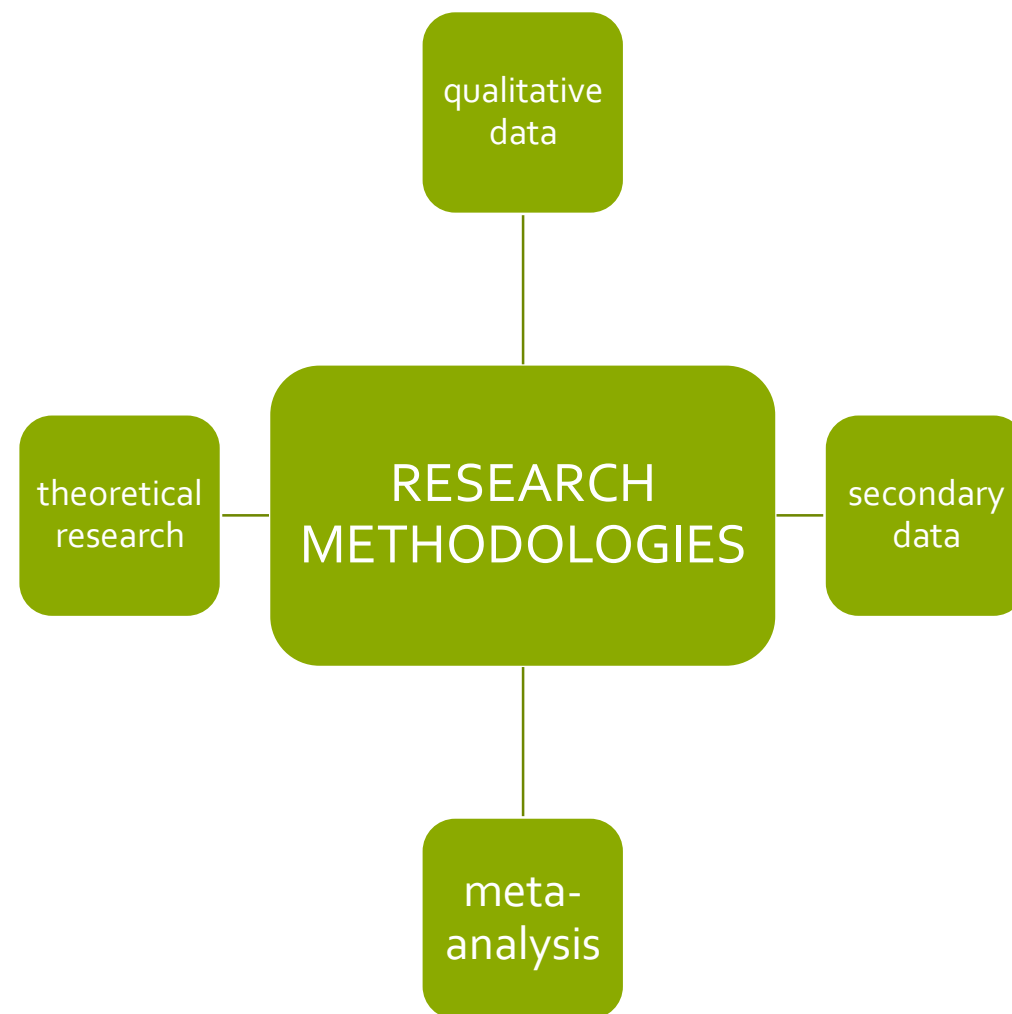 qualitative
data
theoretical
research
RESEARCH
METHODOLOGIES
secondary
data
meta-
analysis